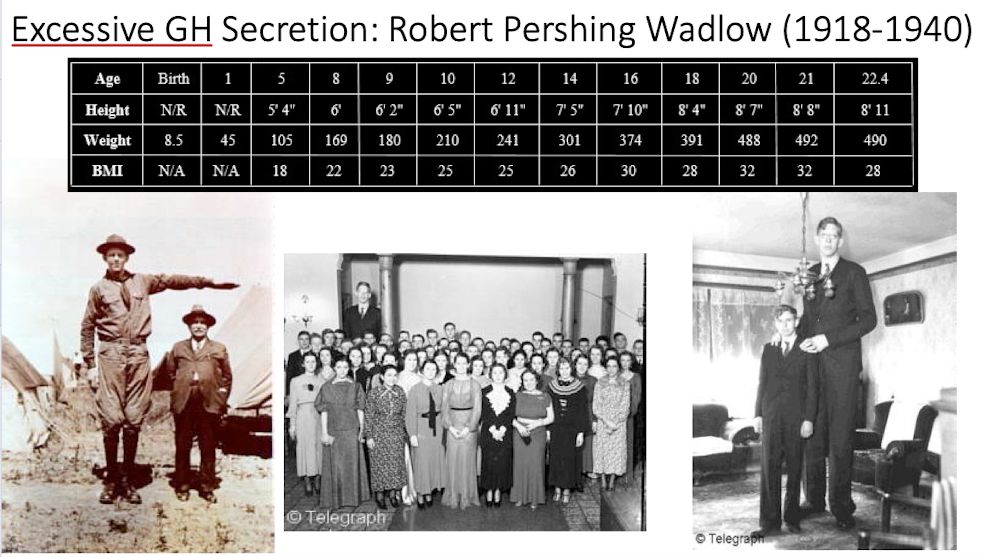 Excessive GH Secretion: Robert Pershing Wadlow (1918-1940)
Age Birth 1 5 8 9 10 12 14 16 18 20 21 22.4
Height N/R N/R 5' 4" 6' 6' 2" 6' 5" 6' 11" 7' 5" 7' 10" 8' 4" 8' 7" 8' 8" 8' 11
Weight 8.5 45 105 169 180 210 241 301 374 391 488 492 490
BMI N/A N/A 18 22 23 25 25 26 30 28 32 32 28
© Telegraph
© Telegraph